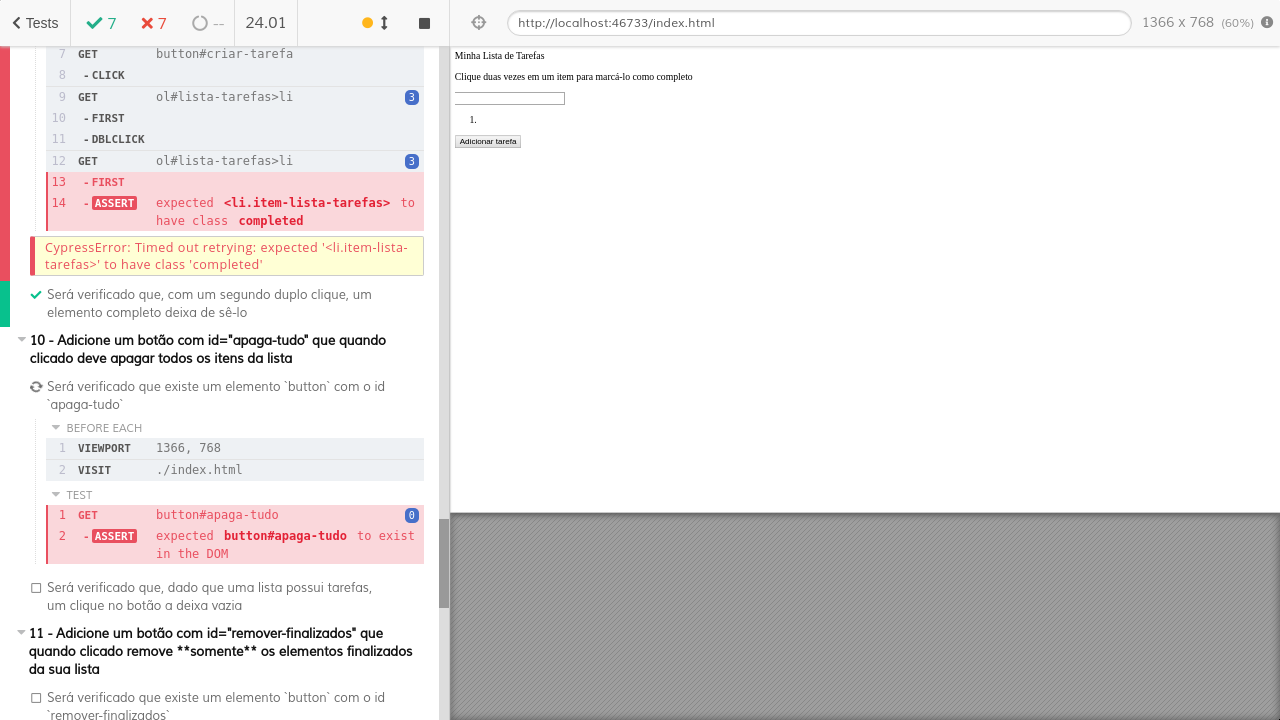 Tests 7 7 -- 24.01
http://localhost:46733/index.html 1366 x 768 (60%)
7 GET button#criar-tarefa
8 - CLICK
9 GET ol#lista-tarefas>li 3
10 - FIRST
11 - DBLCLICK
12 GET ol#lista-tarefas>li 3
13 - FIRST
14 - ASSERT expected <li.item-lista-tarefas> to
have class completed
CypressError: Timed out retrying: expected '<li.item-lista-
tarefas>' to have class 'completed'
Será verificado que, com um segundo duplo clique, um
elemento completo deixa de sê-lo
10 - Adicione um botão com id="apaga-tudo" que quando
clicado deve apagar todos os itens da lista
Será verificado que existe um elemento `button` com o id
`apaga-tudo`
BEFORE EACH
1 VIEWPORT 1366, 768
2 VISIT ./index.html
TEST
1 GET button#apaga-tudo 0
2 - ASSERT expected button#apaga-tudo to exist
in the DOM
Será verificado que, dado que uma lista possui tarefas,
um clique no botão a deixa vazia
11 - Adicione um botão com id="remover-finalizados" que
quando clicado remove **somente** os elementos finalizados
da sua lista
Será verificado que existe um elemento `button` com o id
`remover-finalizados`
Minha Lista de Tarefas
Clique duas vezes em um item para marcá-lo como completo
1.
Adicionar tarefa